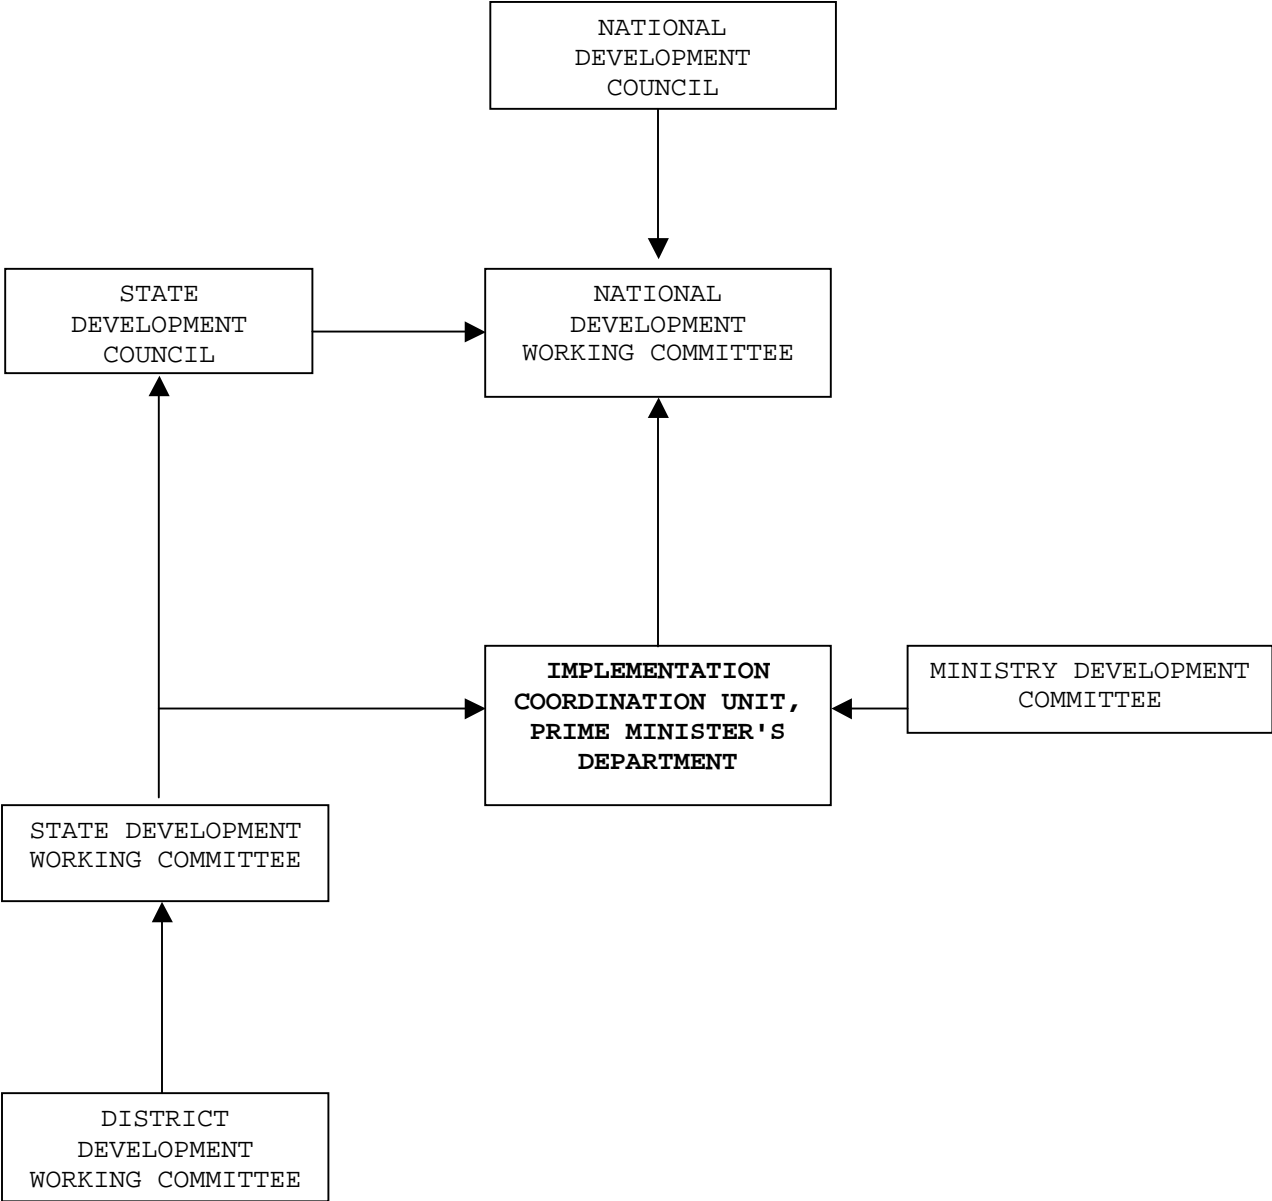 NATIONAL
DEVELOPMENT
COUNCIL
STATE
DEVELOPMENT
COUNCIL
NATIONAL
DEVELOPMENT
WORKING COMMITTEE
IMPLEMENTATION
COORDINATION UNIT,
PRIME MINISTER'S
DEPARTMENT
MINISTRY DEVELOPMENT
COMMITTEE
STATE DEVELOPMENT
WORKING COMMITTEE
DISTRICT
DEVELOPMENT
WORKING COMMITTEE